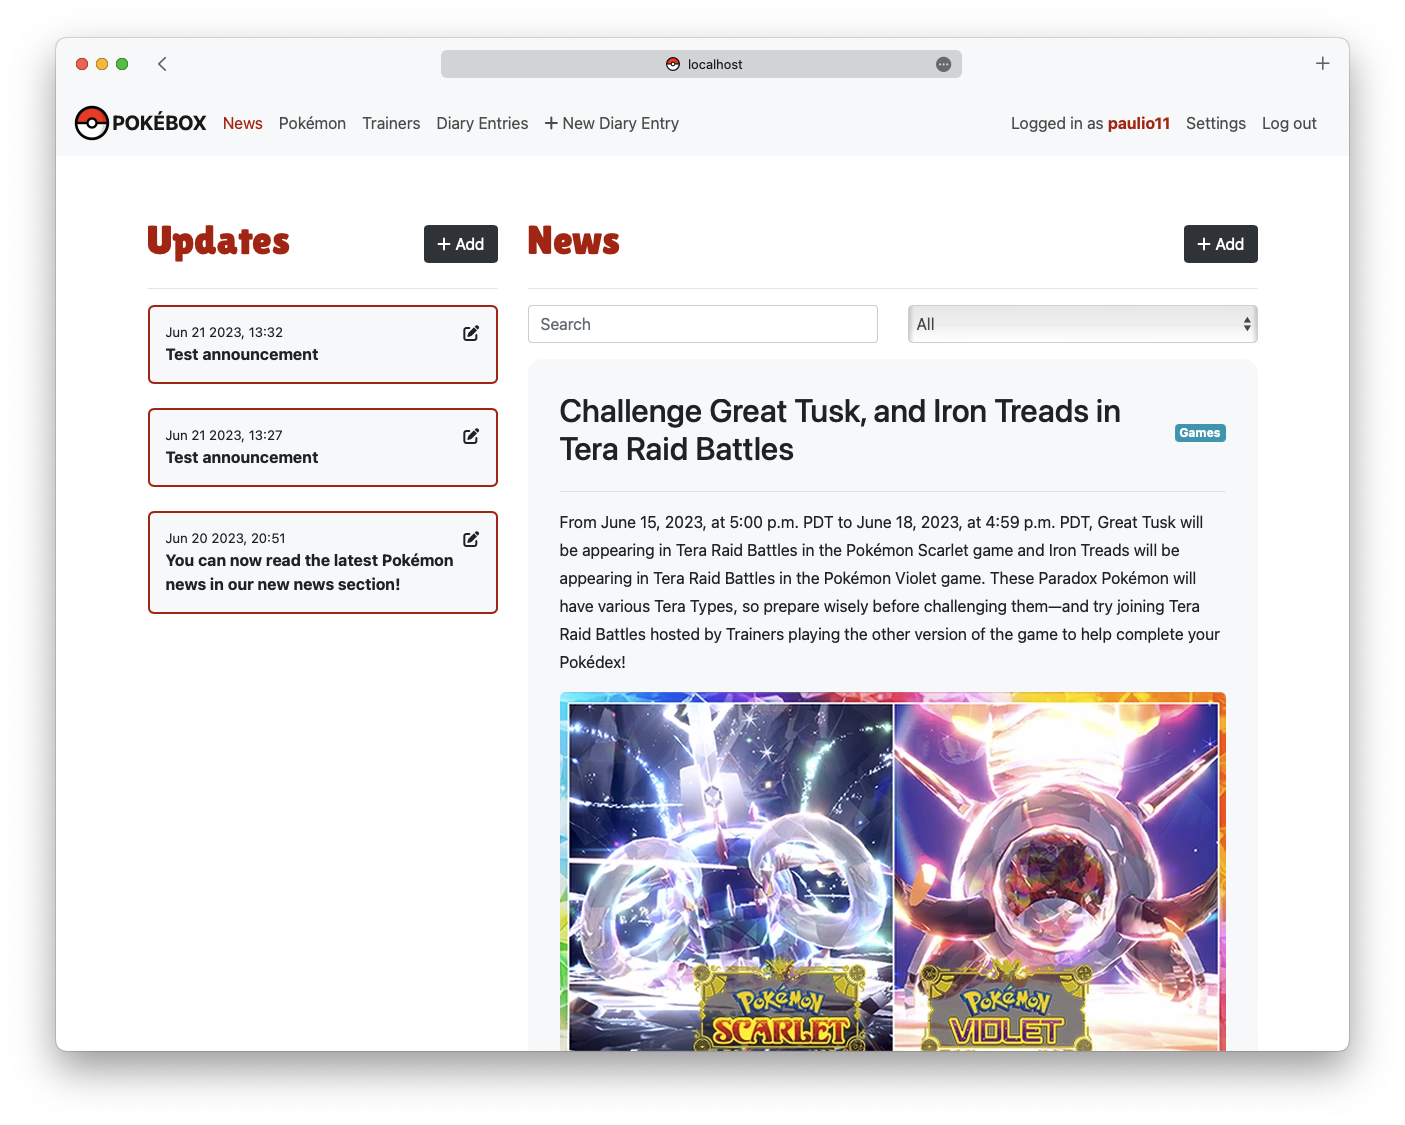 localhost
POKÉBOX News Pokémon Trainers Diary Entries + New Diary Entry Logged in as paulio11 Settings Log out
Updates
+ Add
Jun 21 2023, 13:32
Test announcement
Jun 21 2023, 13:27
Test announcement
Jun 20 2023, 20:51
You can now read the latest Pokémon
news in our new news section!
News
+ Add
Search
All
Challenge Great Tusk, and Iron Treads in
Tera Raid Battles
Games
From June 15, 2023, at 5:00 p.m. PDT to June 18, 2023, at 4:59 p.m. PDT, Great Tusk will
be appearing in Tera Raid Battles in the Pokémon Scarlet game and Iron Treads will be
appearing in Tera Raid Battles in the Pokémon Violet game. These Paradox Pokémon will
have various Tera Types, so prepare wisely before challenging them—and try joining Tera
Raid Battles hosted by Trainers playing the other version of the game to help complete your
Pokédex!
POKéMON
SCARLET
POKéMON
VIOLET